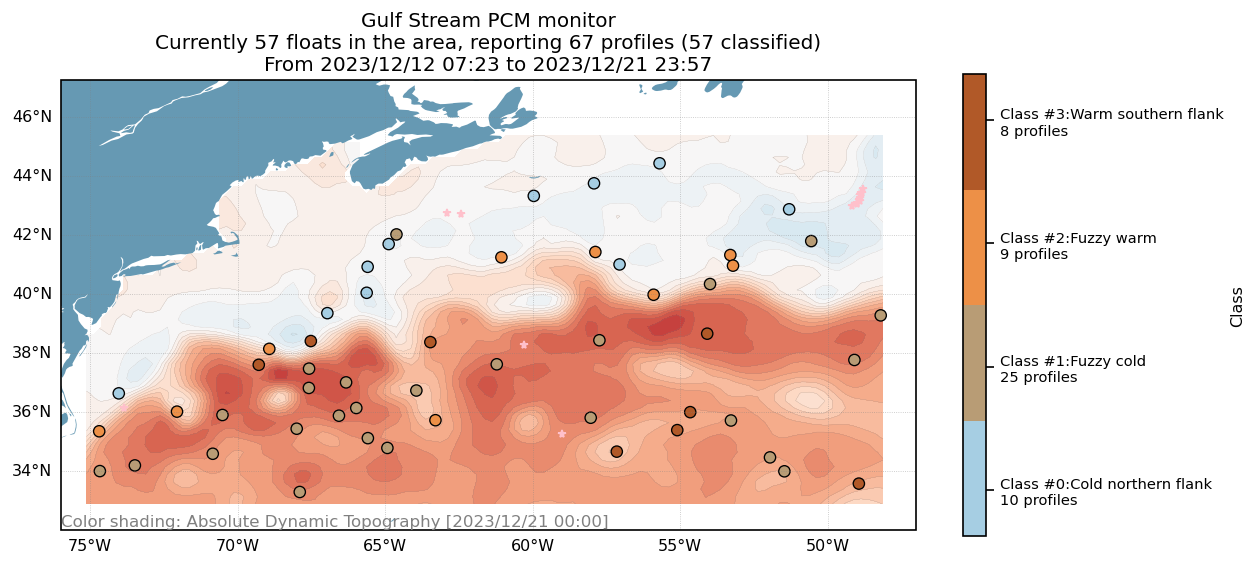 Gulf Stream PCM monitor
Currently 57 floats in the area, reporting 67 profiles (57 classified)
From 2023/12/12 07:23 to 2023/12/21 23:57
46°N
44°N
42°N
40°N
38°N
36°N
34°N
Color shading: Absolute Dynamic Topography [2023/12/21 00:00]
75°W
70°W
65°W
60°W
55°W
50°W
Class #3:Warm southern flank
8 profiles
Class #2:Fuzzy warm
9 profiles
Class #1:Fuzzy cold
25 profiles
Class #0:Cold northern flank
10 profiles
Class